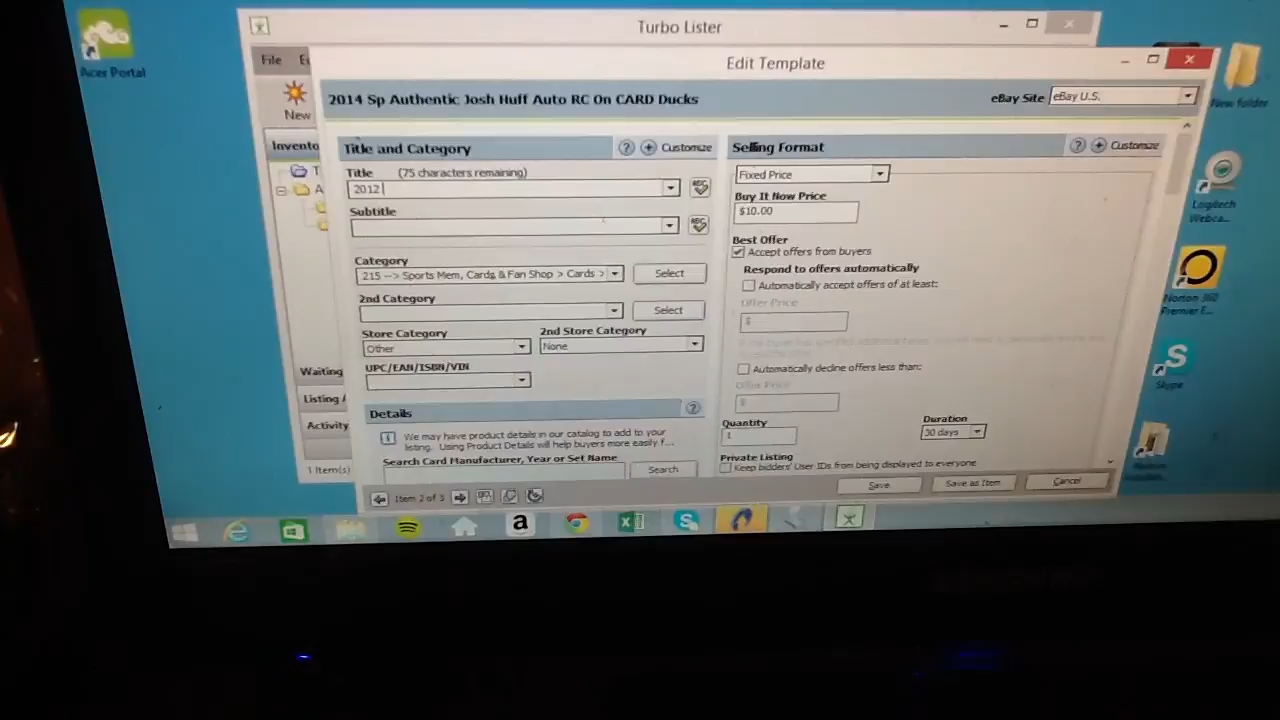 Acer Portal
Turbo Lister
File
Edit Template
2014 Sp Authentic Josh Huff Auto RC On CARD Ducks
eBay Site
eBay U.S.
New folder
New
Invento
Title and Category
Customize
Selling Format
Customize
Title (75 characters remaining)
2012
Fixed Price
Buy It Now Price
$10.00
Subtitle
Logitech
Webca...
Best Offer
Accept offers from buyers
Respond to offers automatically
Automatically accept offers of at least:
Offer Price
$
Category
215 --> Sports Mem, Cards & Fan Shop > Cards >
Select
2nd Category
Select
Norton 360
Premier E...
Store Category
Other
2nd Store Category
None
UPC/EAN/ISBN/VIN
Automatically decline offers less than:
Offer Price
$
Skype
Waiting
Listing
Activity
1 Item(s)
Details
We may have product details in our catalog to add to your
listing. Using Product Details will help buyers more easily f...
Search Card Manufacturer, Year or Set Name
Search
Quantity
1
Duration
30 days
Private Listing
Keep bidders' User IDs from being displayed to everyone
Item 2 of 3
Save
Save as Item
Cancel